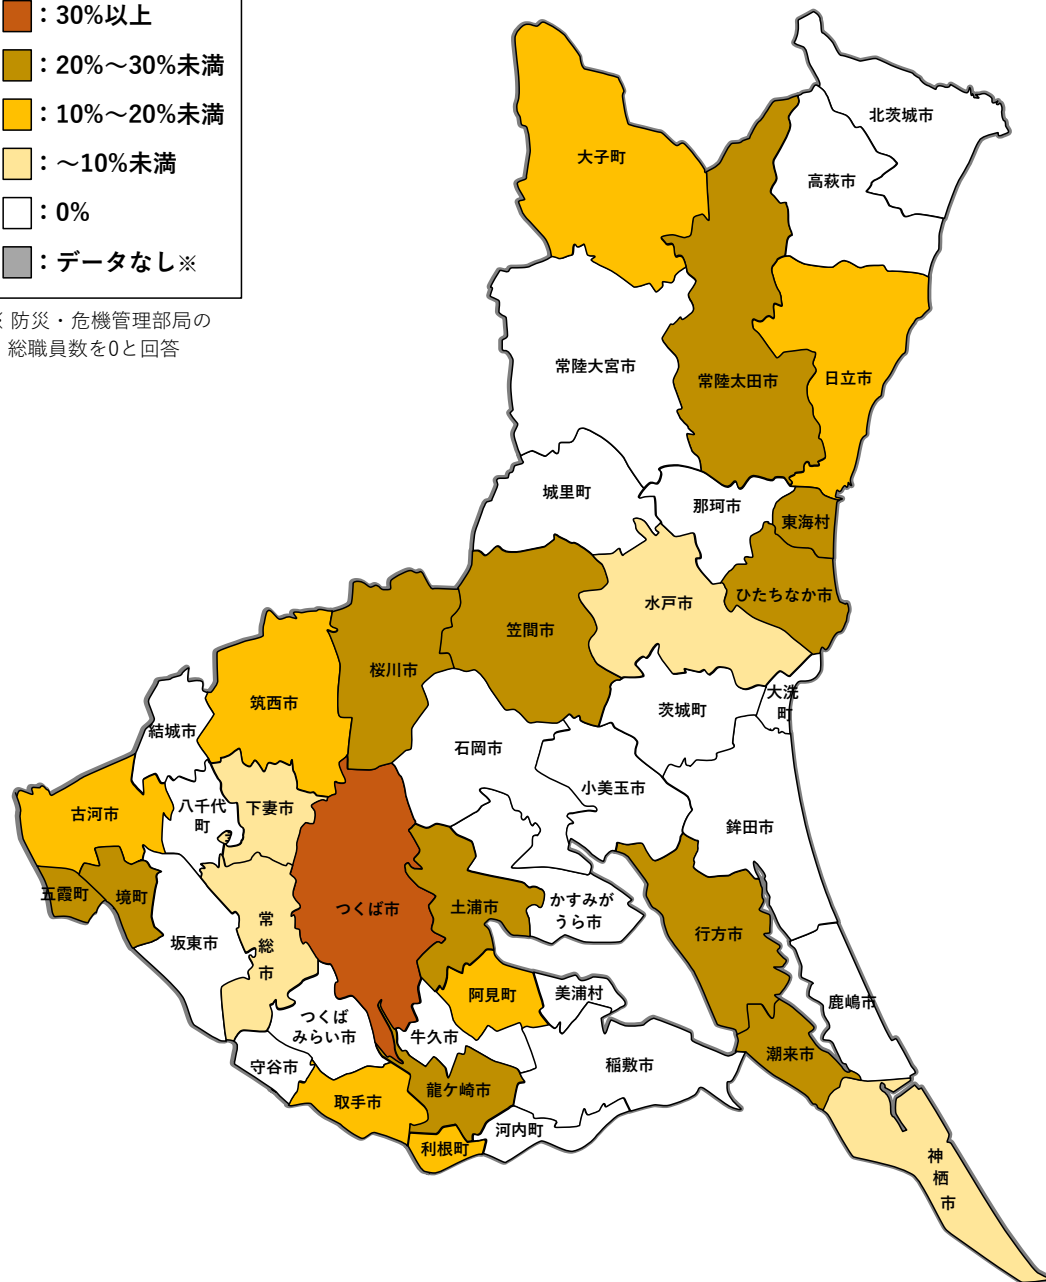 ：30%以上
：20%～30%未満
：10%～20%未満
：～10%未満
：0%
：データなし※
防災・危機管理部局の
総職員数を0と回答
北茨城市
大子町
高萩市
常陸大宮市
常陸太田市
日立市
城里町
那珂市
東海村
ひたちなか市
水戸市
笠間市
桜川市
筑西市
大洗
町
茨城町
結城市
石岡市
小美玉市
古河市
八千代
町
下妻市
鉾田市
五霞町
境町
つくば市
土浦市
かすみが
うら市
常
総
市
坂東市
行方市
阿見町
美浦村
鹿嶋市
つくば
みらい市
牛久市
守谷市
稲敷市
潮来市
取手市
龍ケ崎市
河内町
利根町
神
栖
市